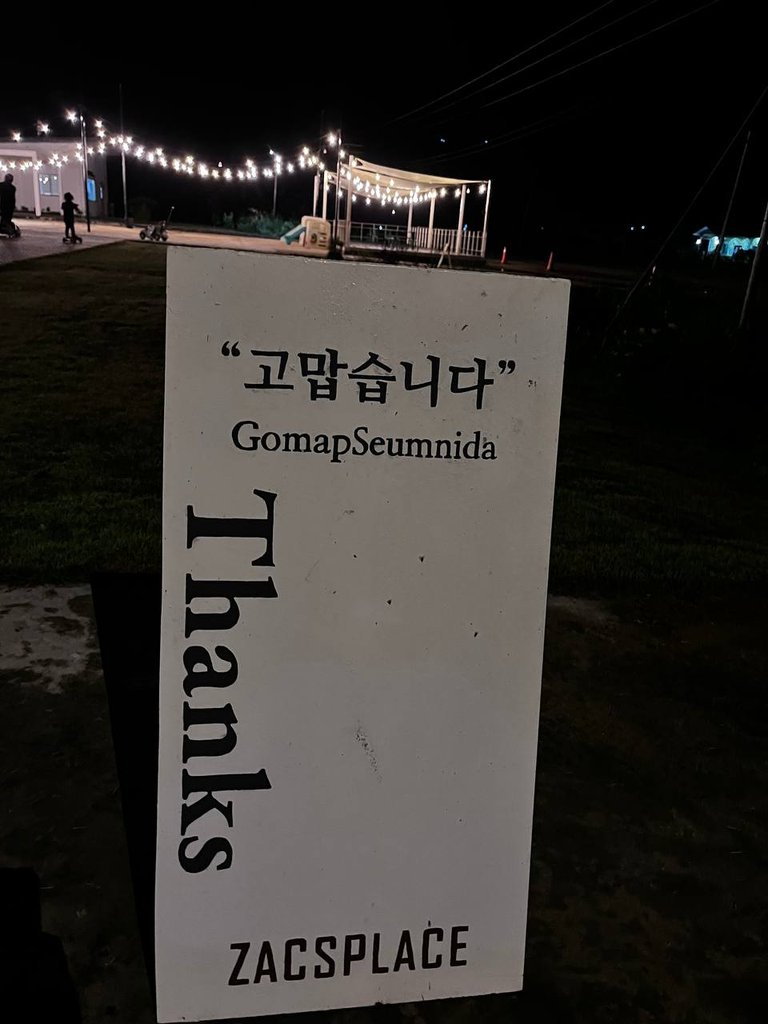 “고맙습니다”
GomapSeumnida
Thanks
ZACSPLACE